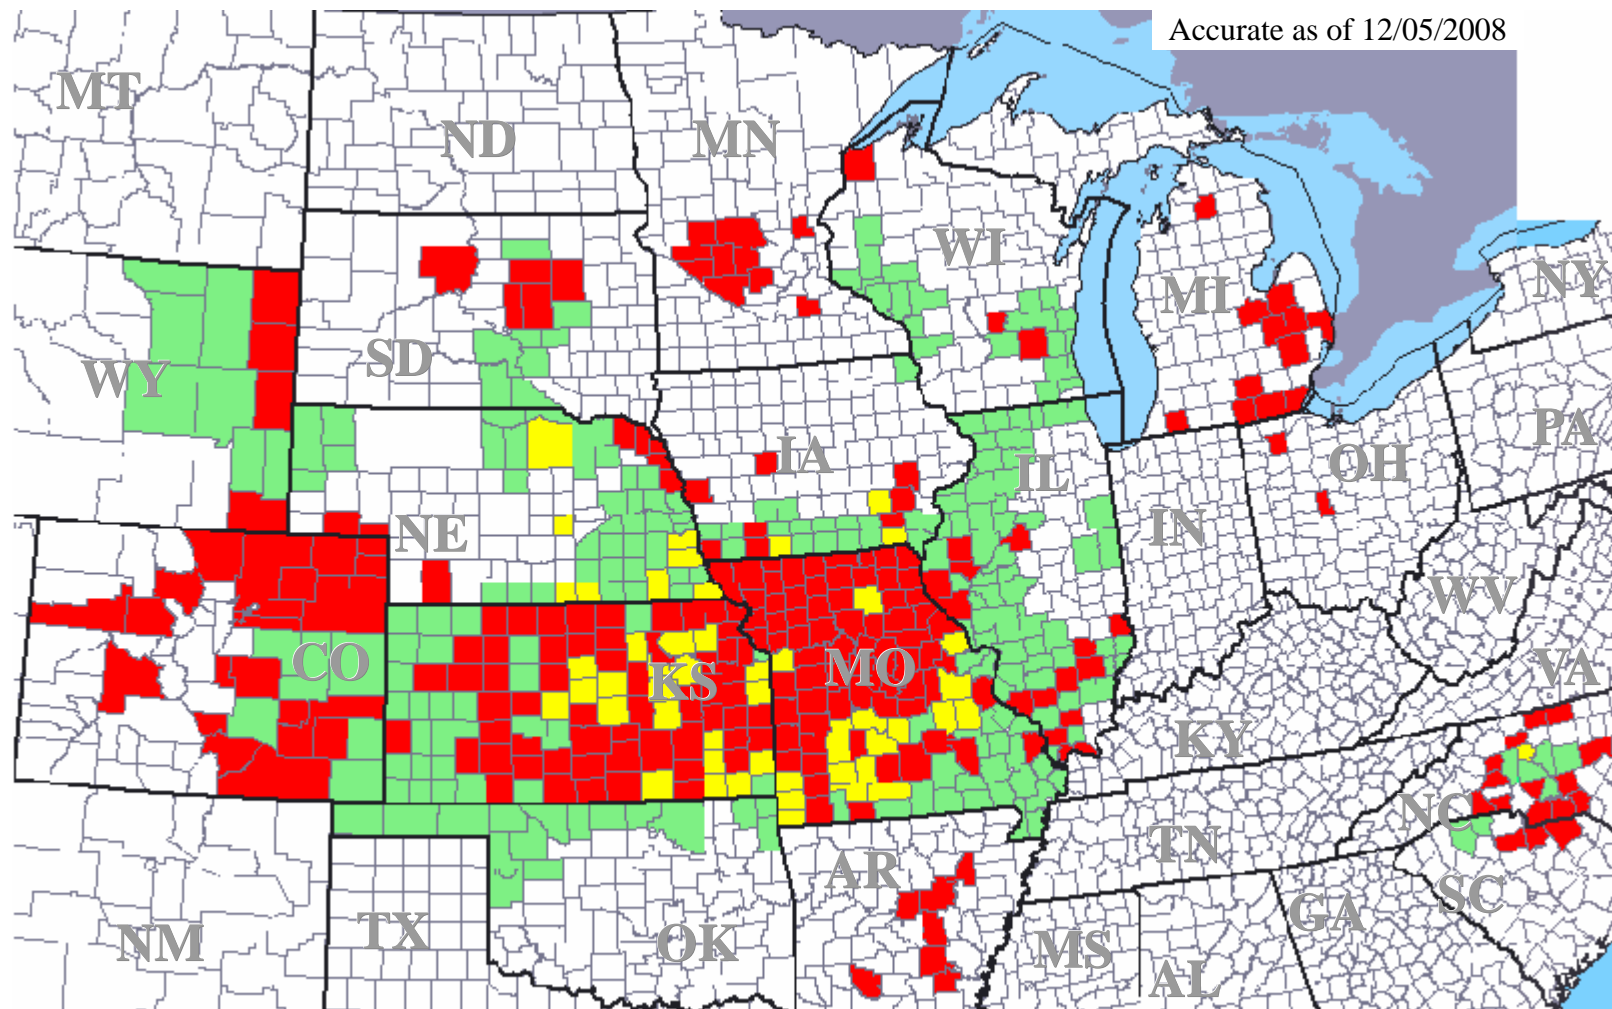 Accurate as of 12/05/2008
MT
ND
MN
WI
MI
NY
SD
WY
IA
IL
OH
PA
NE
IN
WV
CO
KS
MO
VA
KY
NC
TN
AR
SC
GA
NM
TX
OK
MS
AL